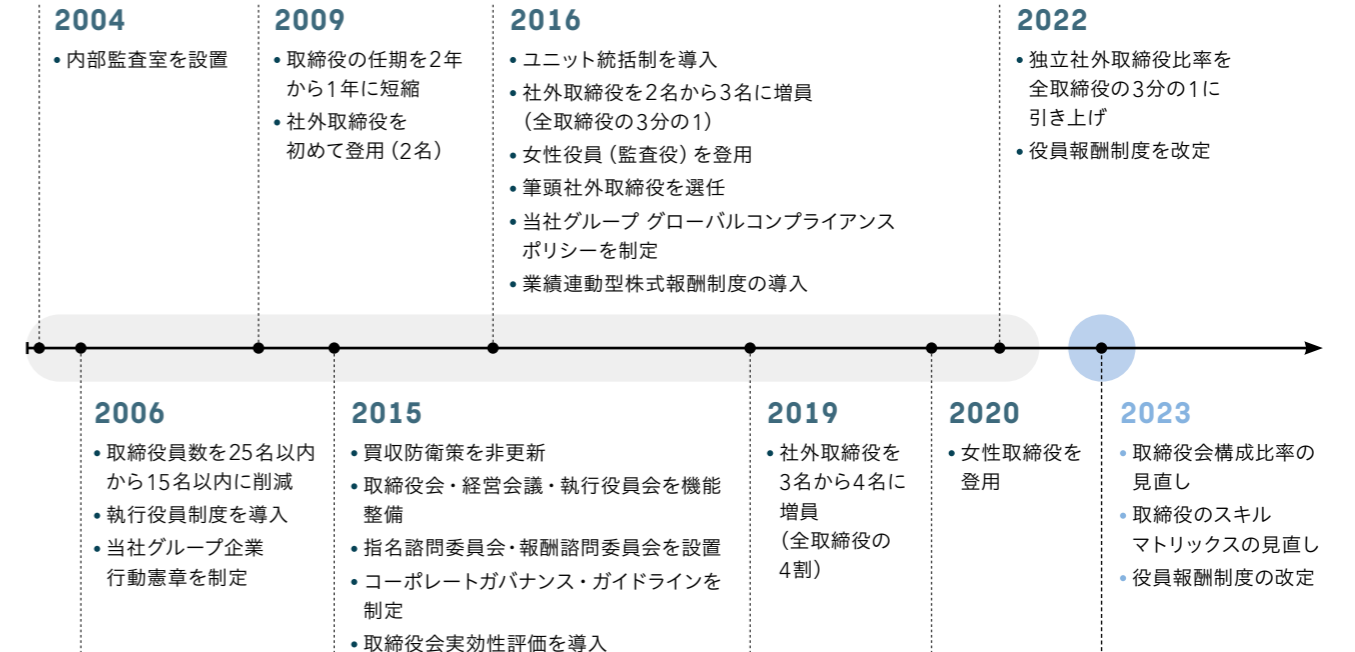 2004
• 内部監査室を設置
2009
• 取締役の任期を2年
から1年に短縮
• 社外取締役を
初めて登用（2名）
2016
• ユニット統括制を導入
• 社外取締役を2名から3名に増員
（全取締役の3分の1）
• 女性役員（監査役）を登用
• 筆頭社外取締役を選任
• 当社グループ グローバルコンプライアンス
ポリシーを制定
• 業績連動型株式報酬制度の導入
2022
• 独立社外取締役比率を
全取締役の3分の1に
引き上げ
• 役員報酬制度を改定
2006
• 取締役員数を25名以内
から15名以内に削減
• 執行役員制度を導入
• 当社グループ企業
行動憲章を制定
2015
• 買収防衛策を非更新
• 取締役会・経営会議・執行役員会を機能
整備
• 指名諮問委員会・報酬諮問委員会を設置
• コーポレートガバナンス・ガイドラインを
制定
• 取締役会実効性評価を導入
2019
• 社外取締役を
3名から4名に
増員
（全取締役の
4割）
2020
• 女性取締役を
登用
2023
• 取締役会構成比率の
見直し
• 取締役のスキル
マトリックスの見直し
• 役員報酬制度の改定